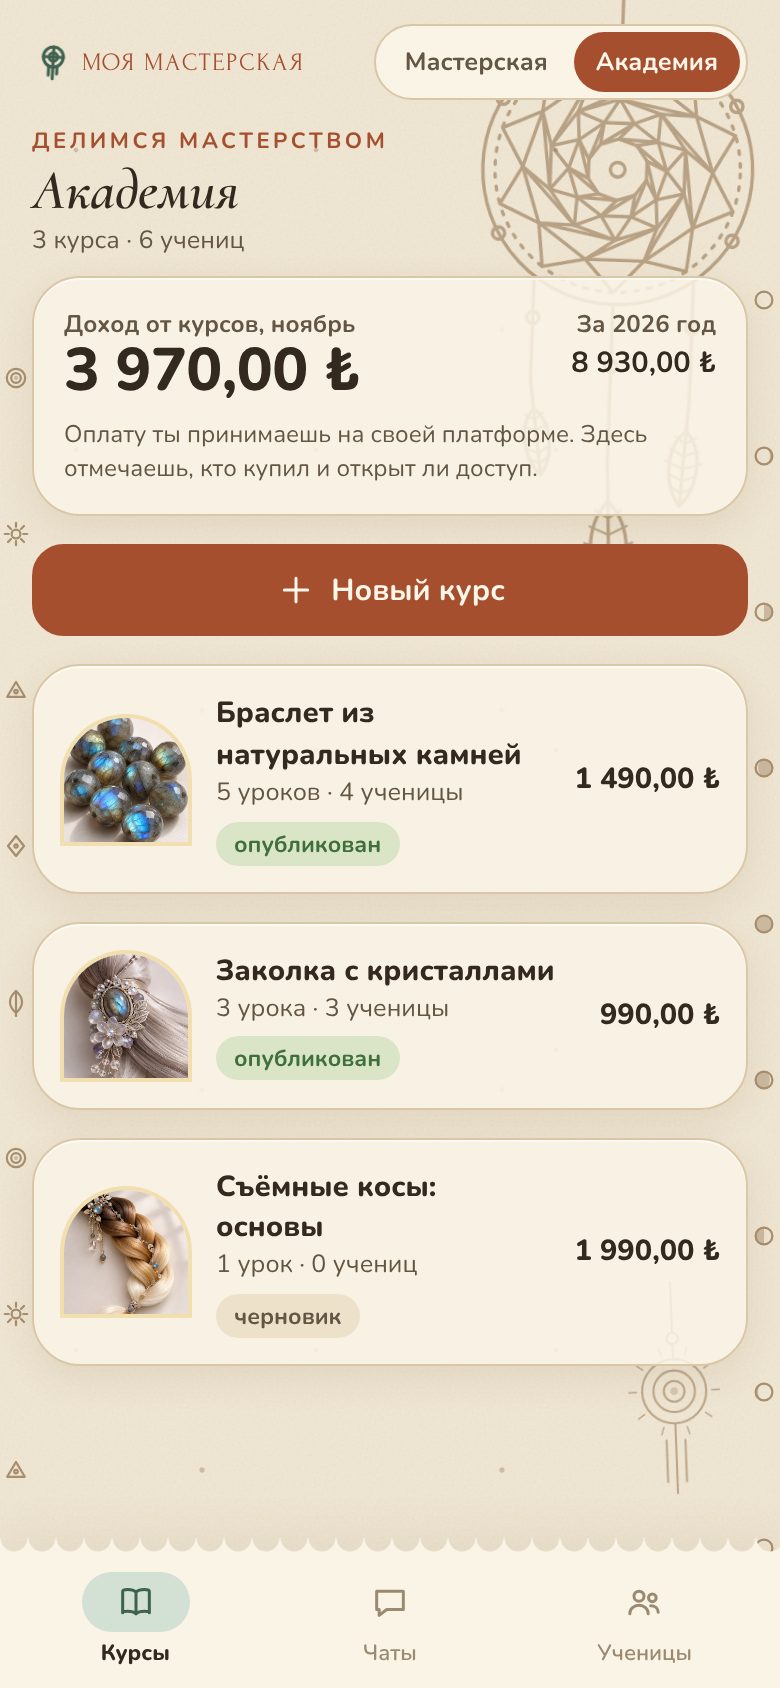 МОЯ МАСТЕРСКАЯ
Мастерская
Академия
ДЕЛИМСЯ МАСТЕРСТВОМ
Академия
3 курса · 6 учениц
Доход от курсов, ноябрь
3 970,00 ₺
За 2026 год
8 930,00 ₺
Оплату ты принимаешь на своей платформе. Здесь
отмечаешь, кто купил и открыт ли доступ.
+ Новый курс
Браслет из
натуральных камней
5 уроков · 4 ученицы
опубликован
1 490,00 ₺
Заколка с кристаллами
3 урока · 3 ученицы
опубликован
990,00 ₺
Съёмные косы:
основы
1 урок · 0 учениц
черновик
1 990,00 ₺
Курсы
Чаты
Ученицы